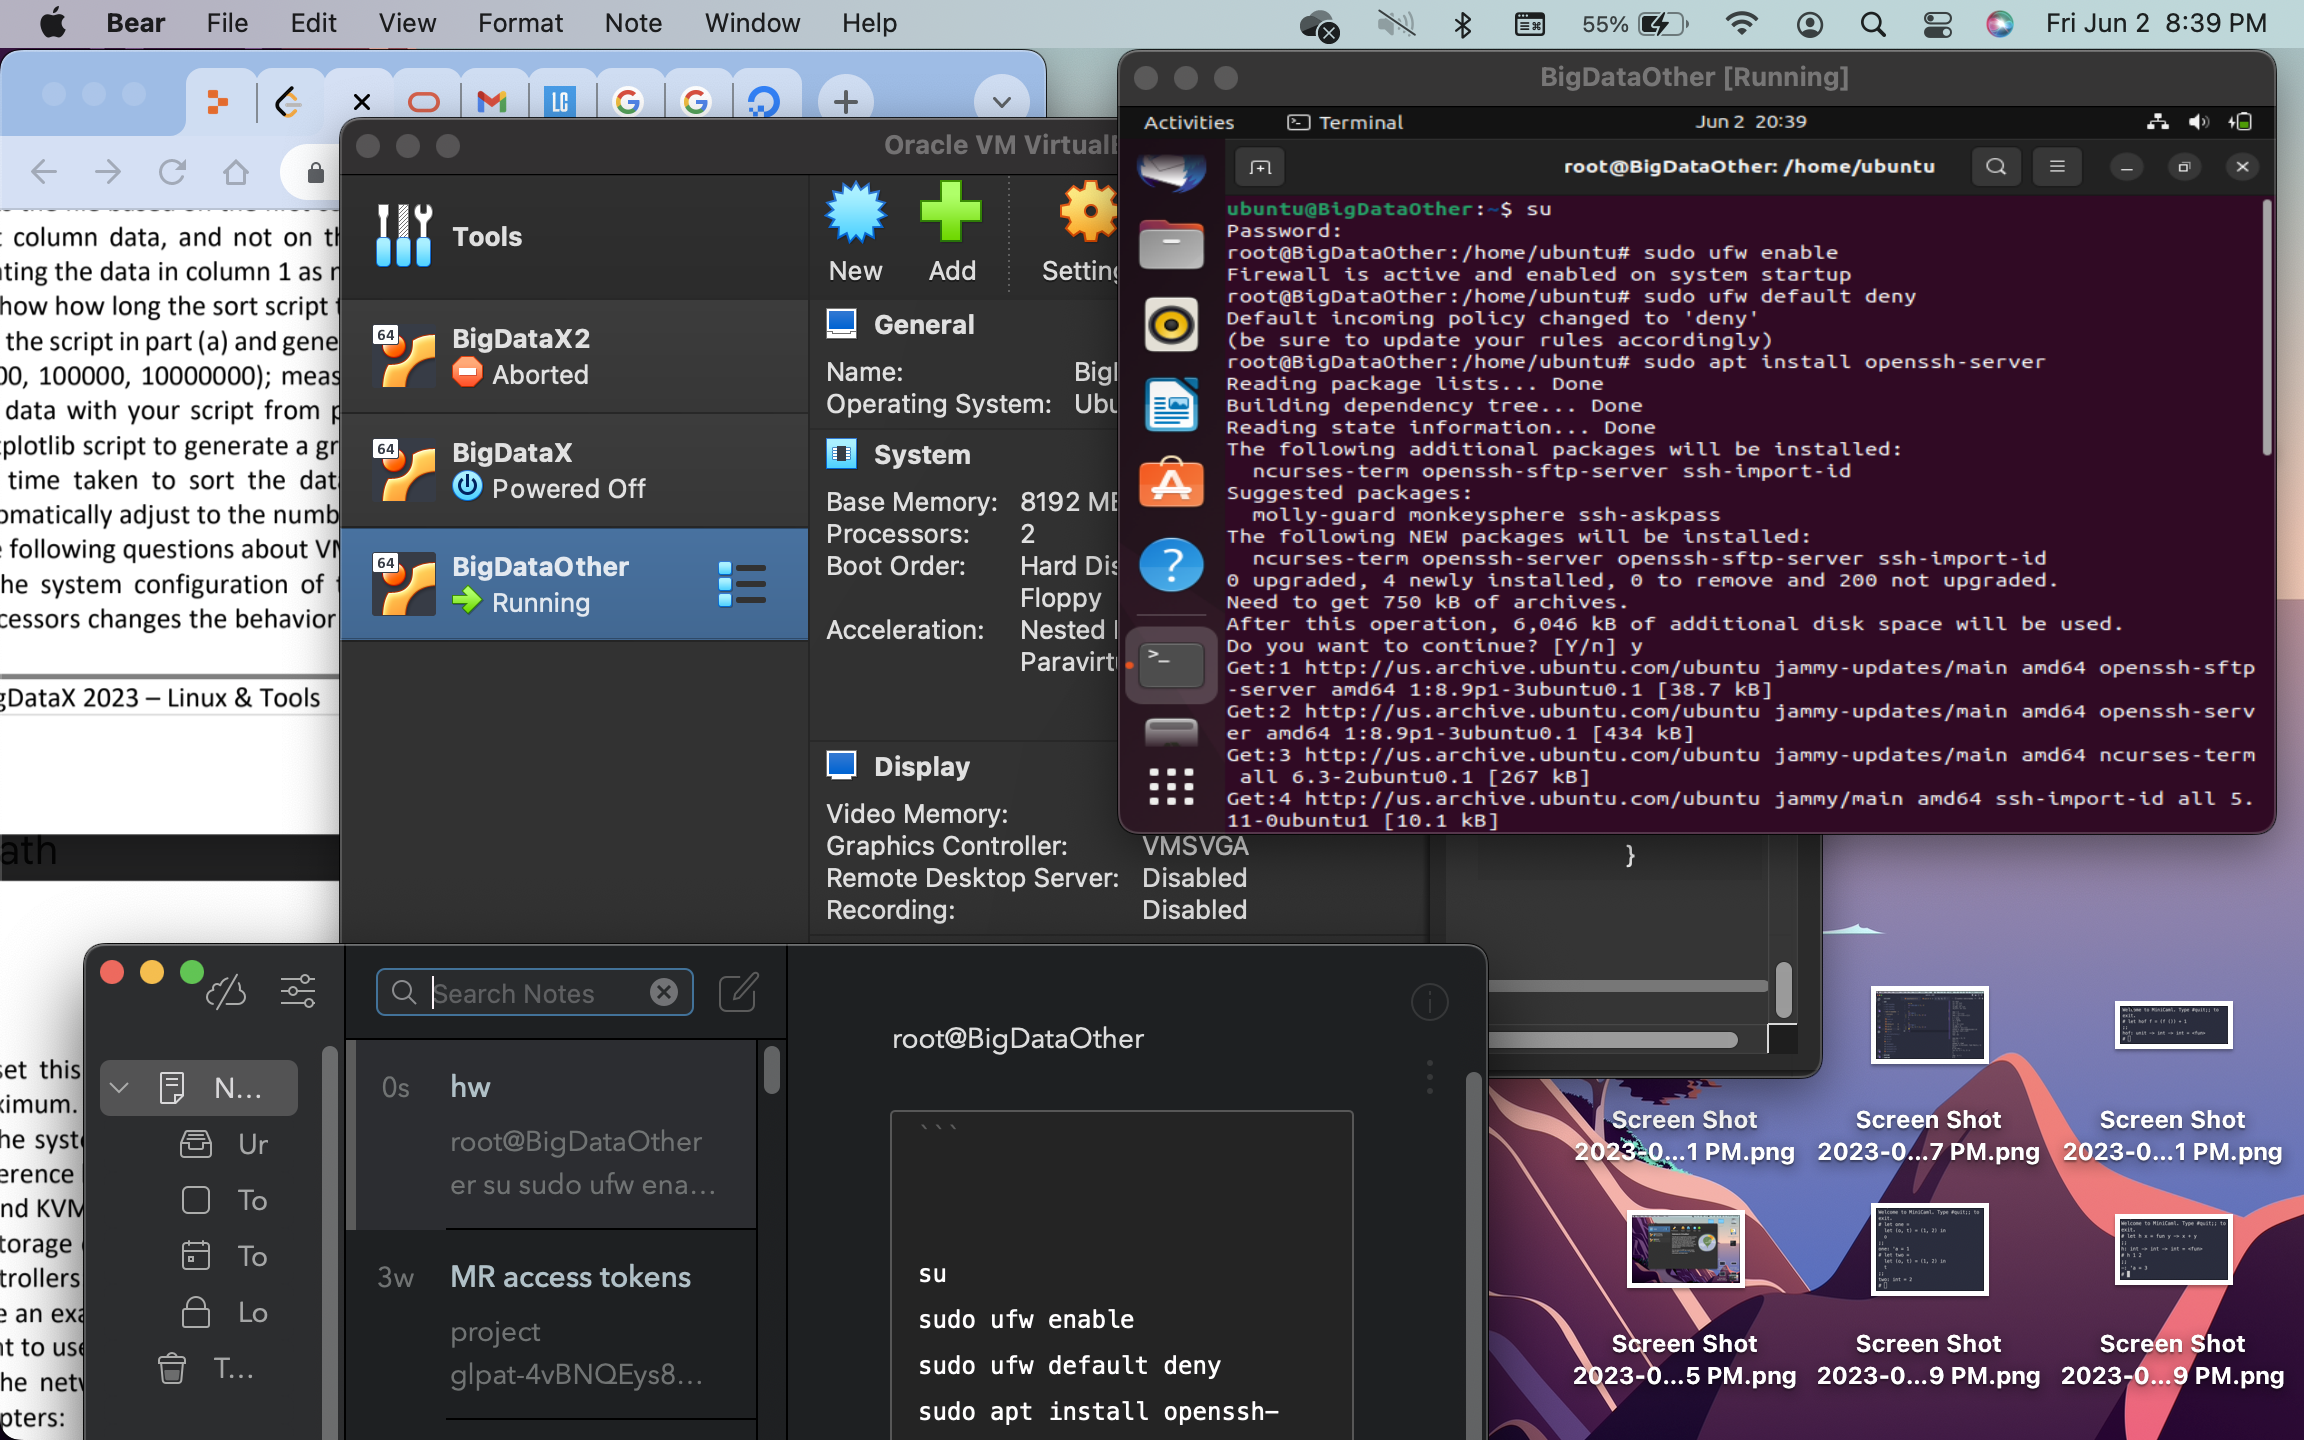 Bear File Edit View Format Note Window Help
55% Fri Jun 2 8:39 PM
LC
t column data, and not on th
ting the data in column 1 as
how how long the sort script
the script in part (a) and gene
00, 100000, 10000000); meas
data with your script from
plotlib script to generate a gr
time taken to sort the
omatically adjust to the numb
following questions about
he system configuration of
cessors changes the behavior
gDataX 2023 – Linux & Tools
ath
set this
ximum.
he syst
erence
nd KVM
torage
trollers
e an exa
nt to use
he netw
pters:
Tools
64
BigDataX2
Aborted
64
BigDataX
Powered Off
64
BigDataOther
Running
New Add
General
Name:
Operating System:
System
Base Memory: 8192
Processors: 2
Boot Order:
Floppy
Acceleration: Nested
Display
Video Memory:
Graphics Controller: VMSVGA
Remote Desktop Server: Disabled
Recording: Disabled
}
BigDataOther [Running]
Activities Terminal Jun 2 20:39
root@BigDataOther: /home/ubuntu
ubuntu@BigDataOther:~$ su
Password:
root@BigDataOther:/home/ubuntu# sudo ufw enable
Firewall is active and enabled on system startup
root@BigDataOther:/home/ubuntu# sudo ufw default deny
Default incoming policy changed to 'deny'
(be sure to update your rules accordingly)
root@BigDataOther:/home/ubuntu# sudo apt install openssh-server
Reading package lists... Done
Building dependency tree... Done
Reading state information... Done
The following additional packages will be installed:
ncurses-term openssh-sftp-server ssh-import-id
Suggested packages:
molly-guard monkeysphere ssh-askpass
The following NEW packages will be installed:
ncurses-term openssh-server openssh-sftp-server ssh-import-id
0 upgraded, 4 newly installed, 0 to remove and 200 not upgraded.
Need to get 750 kB of archives.
After this operation, 6,046 kB of additional disk space will be used.
Do you want to continue? [Y/n] y
Get:1 http://us.archive.ubuntu.com/ubuntu jammy-updates/main amd64 openssh-sftp
-server amd64 1:8.9p1-3ubuntu0.1 [38.7 kB]
Get:2 http://us.archive.ubuntu.com/ubuntu jammy-updates/main amd64 openssh-serv
er amd64 1:8.9p1-3ubuntu0.1 [434 kB]
Get:3 http://us.archive.ubuntu.com/ubuntu jammy-updates/main amd64 ncurses-term
all 6.3-2ubuntu0.1 [267 kB]
Get:4 http://us.archive.ubuntu.com/ubuntu jammy/main amd64 ssh-import-id all 5.
11-0ubuntu1 [10.1 kB]
N...
Ur
To
To
Lo
T...
Search Notes
0s hw
root@BigDataOther
er su sudo ufw ena...
3w MR access tokens
project
glpat-4vBNQEys8...
root@BigDataOther
```
su
sudo ufw enable
sudo ufw default deny
sudo apt install openssh-
Screen Shot
2023-0...1 PM.png
Screen Shot
2023-0...7 PM.png
Screen Shot
2023-0...1 PM.png
Screen Shot
2023-0...5 PM.png
Screen Shot
2023-0...9 PM.png
Screen Shot
2023-0...9 PM.png